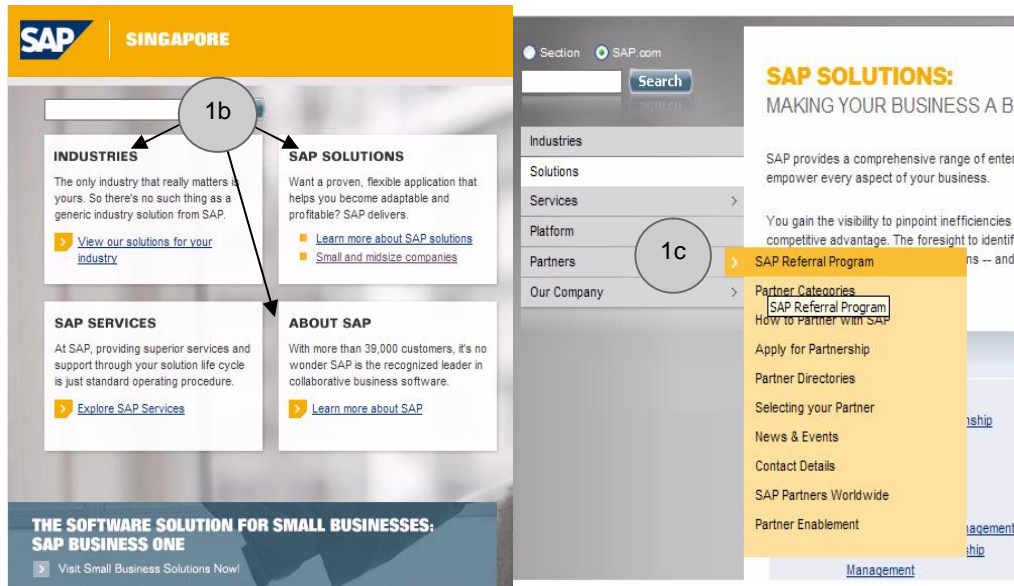 SAP
SINGAPORE
1b
INDUSTRIES
The only industry that really matters is
yours. So there's no such thing as a
generic industry solution from SAP.
View our solutions for your
industry
SAP SOLUTIONS
Want a proven, flexible application that
helps you become adaptable and
profitable? SAP delivers.
Learn more about SAP solutions
Small and midsize companies
SAP SERVICES
At SAP, providing superior services and
support through your solution life cycle
is just standard operating procedure.
Explore SAP Services
ABOUT SAP
With more than 39,000 customers, it's no
wonder SAP is the recognized leader in
collaborative business software.
Learn more about SAP
THE SOFTWARE SOLUTION FOR SMALL BUSINESSES:
SAP BUSINESS ONE
Visit Small Business Solutions Now!
Section SAP.com
Search
Industries
Solutions
Services
Platform
Partners
Our Company
1c
SAP Referral Program
Partner Categories
SAP Referral Program
How to Partner with SAP
Apply for Partnership
Partner Directories
Selecting your Partner
News & Events
Contact Details
SAP Partners Worldwide
Partner Enablement
SAP SOLUTIONS:
MAKING YOUR BUSINESS A B
SAP provides a comprehensive range of enter
empower every aspect of your business.
You gain the visibility to pinpoint inefficiencies
competitive advantage. The foresight to identif
ns -- and
nship
agement
hip
Management